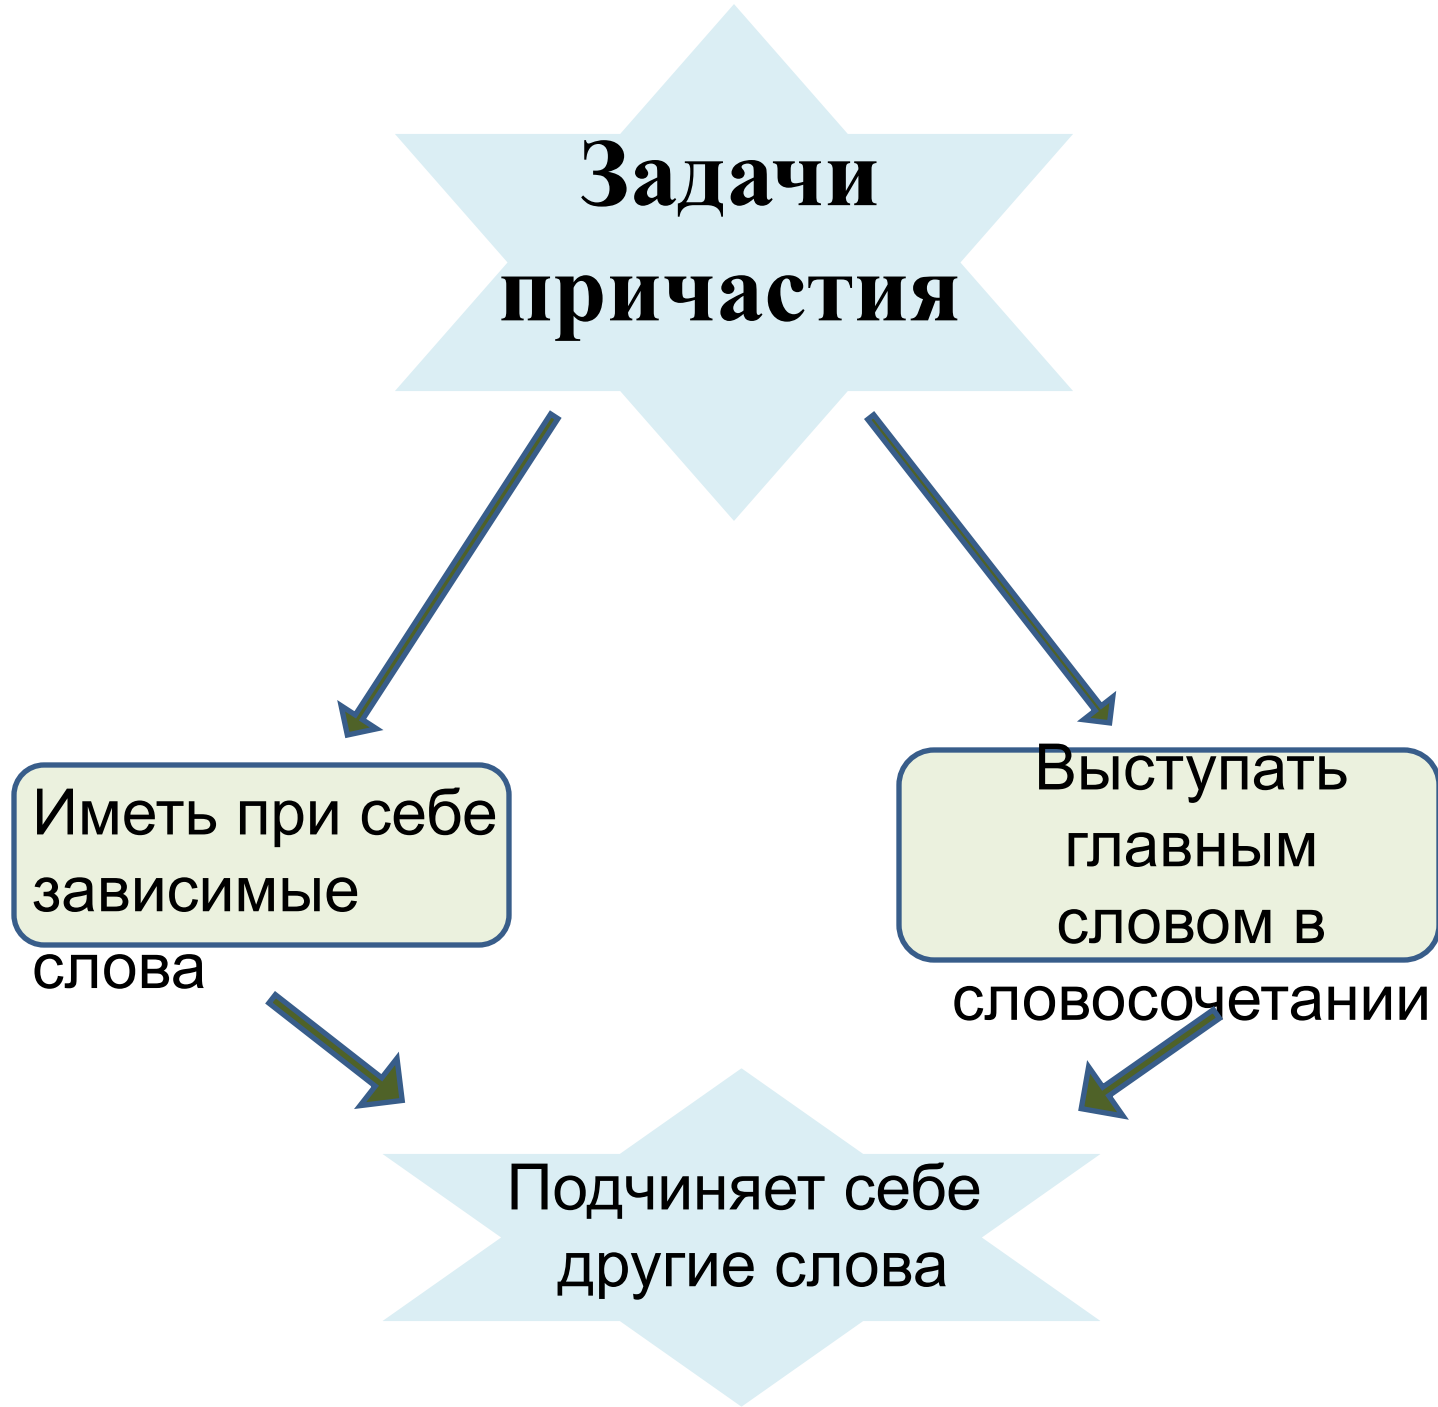 Задачи
причастия
Иметь при себе
зависимые
слова
Выступать
главным
словом в
словосочетании
Подчиняет себе
другие слова